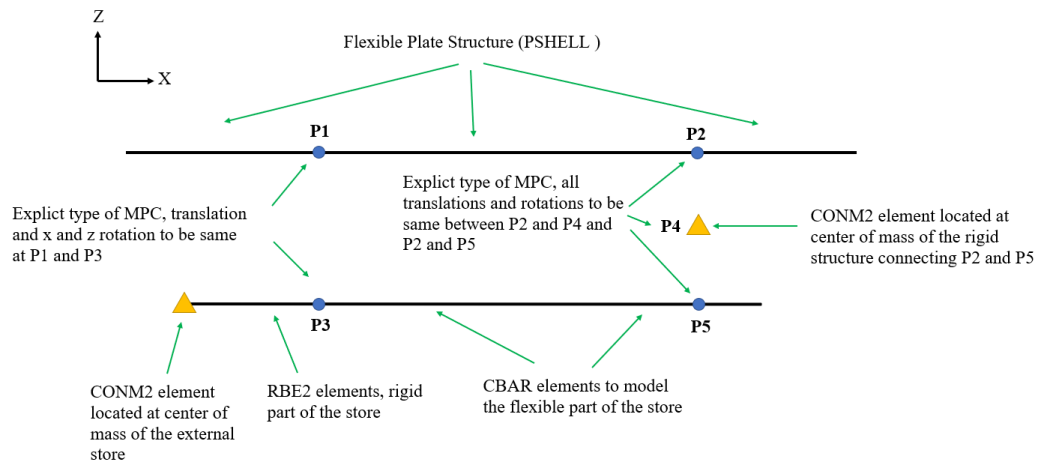 Z
X
Flexible Plate Structure (PSHELL )
P1
P2
Explict type of MPC, translation
and x and z rotation to be same
at P1 and P3
Explict type of MPC, all
translations and rotations to be
same between P2 and P4 and
P2 and P5
P4
CONM2 element located at
center of mass of the rigid
structure connecting P2 and P5
P3
P5
CONM2 element
located at center of
mass of the external
store
RBE2 elements, rigid
part of the store
CBAR elements to model
the flexible part of the store